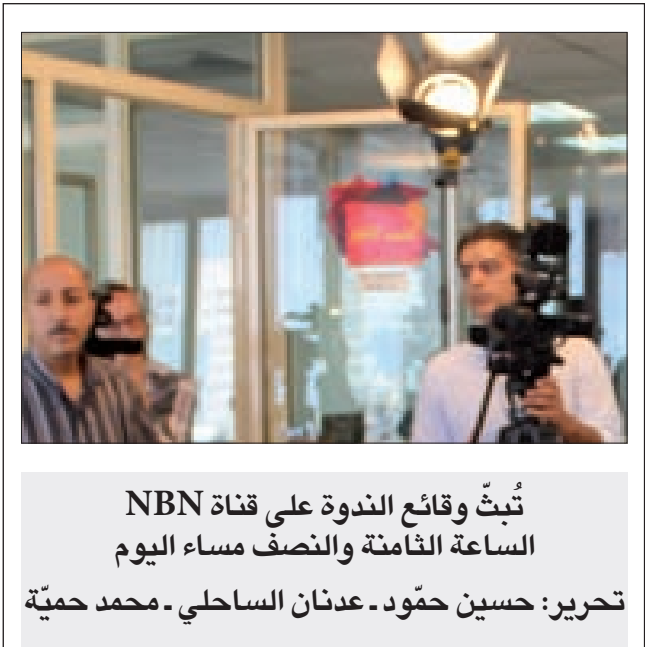 تُبثّ وقائع الندوة على قناة NBN
الساعة الثامنة والنصف مساء اليوم
تحرير: حسين حمّود ـ عدنان الساحلي ـ محمد حميّة